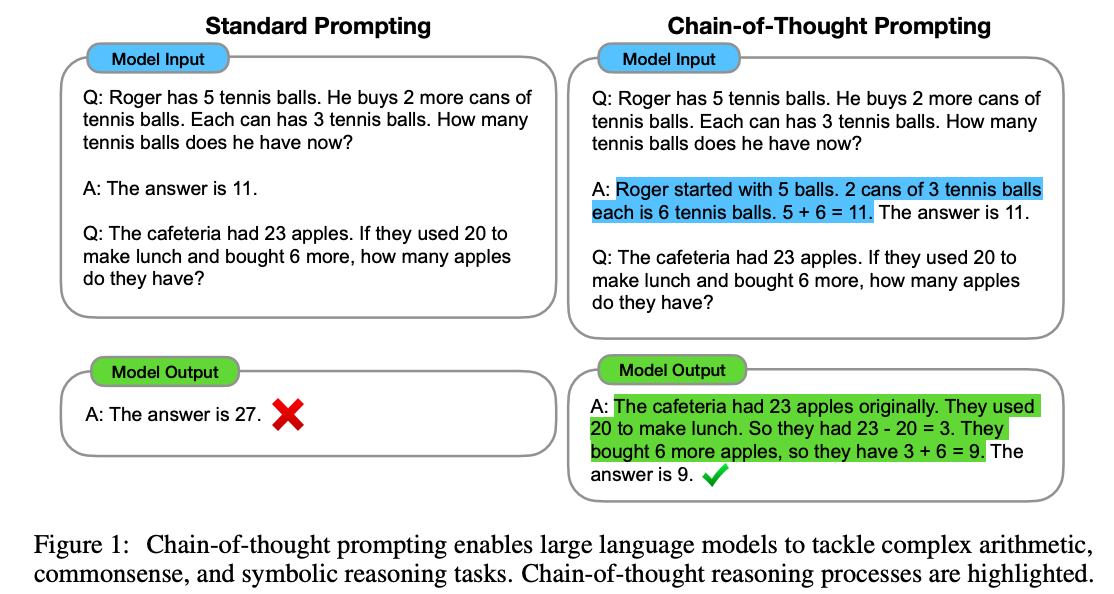 Standard Prompting
Model Input
Q: Roger has 5 tennis balls. He buys 2 more cans of
tennis balls. Each can has 3 tennis balls. How many
tennis balls does he have now?
A: The answer is 11.
Q: The cafeteria had 23 apples. If they used 20 to
make lunch and bought 6 more, how many apples
do they have?
Model Output
A: The answer is 27.
Chain-of-Thought Prompting
Model Input
Q: Roger has 5 tennis balls. He buys 2 more cans of
tennis balls. Each can has 3 tennis balls. How many
tennis balls does he have now?
A: Roger started with 5 balls. 2 cans of 3 tennis balls
each is 6 tennis balls. 5 + 6 = 11. The answer is 11.
Q: The cafeteria had 23 apples. If they used 20 to
make lunch and bought 6 more, how many apples
do they have?
Model Output
A: The cafeteria had 23 apples originally. They used
20 to make lunch. So they had 23 - 20 = 3. They
bought 6 more apples, so they have 3 + 6 = 9. The
answer is 9.
Figure 1: Chain-of-thought prompting enables large language models to tackle complex arithmetic,
commonsense, and symbolic reasoning tasks. Chain-of-thought reasoning processes are highlighted.